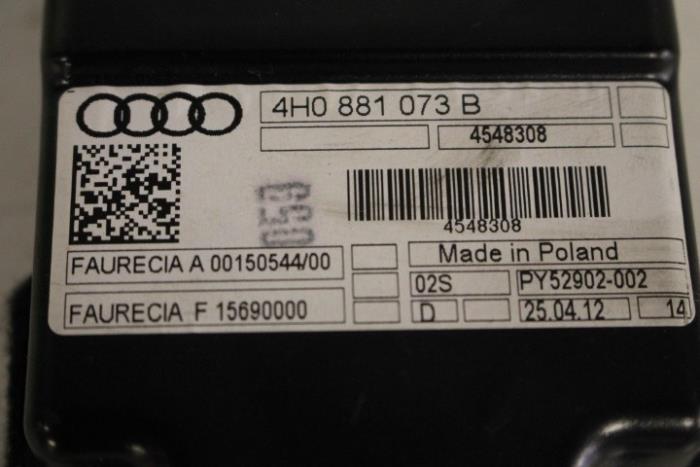 4H0 881 073 B
4548308
4548308
059
Made in Poland
FAURECIA A 00150544/00
02S PY52902-002
FAURECIA F 15690000
D 25.04.12 14